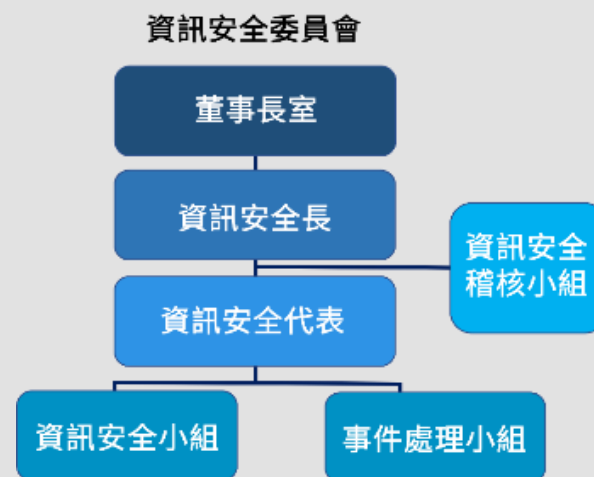 資訊安全委員會
董事長室
資訊安全長
資訊安全
稽核小組
資訊安全代表
資訊安全小組
事件處理小組